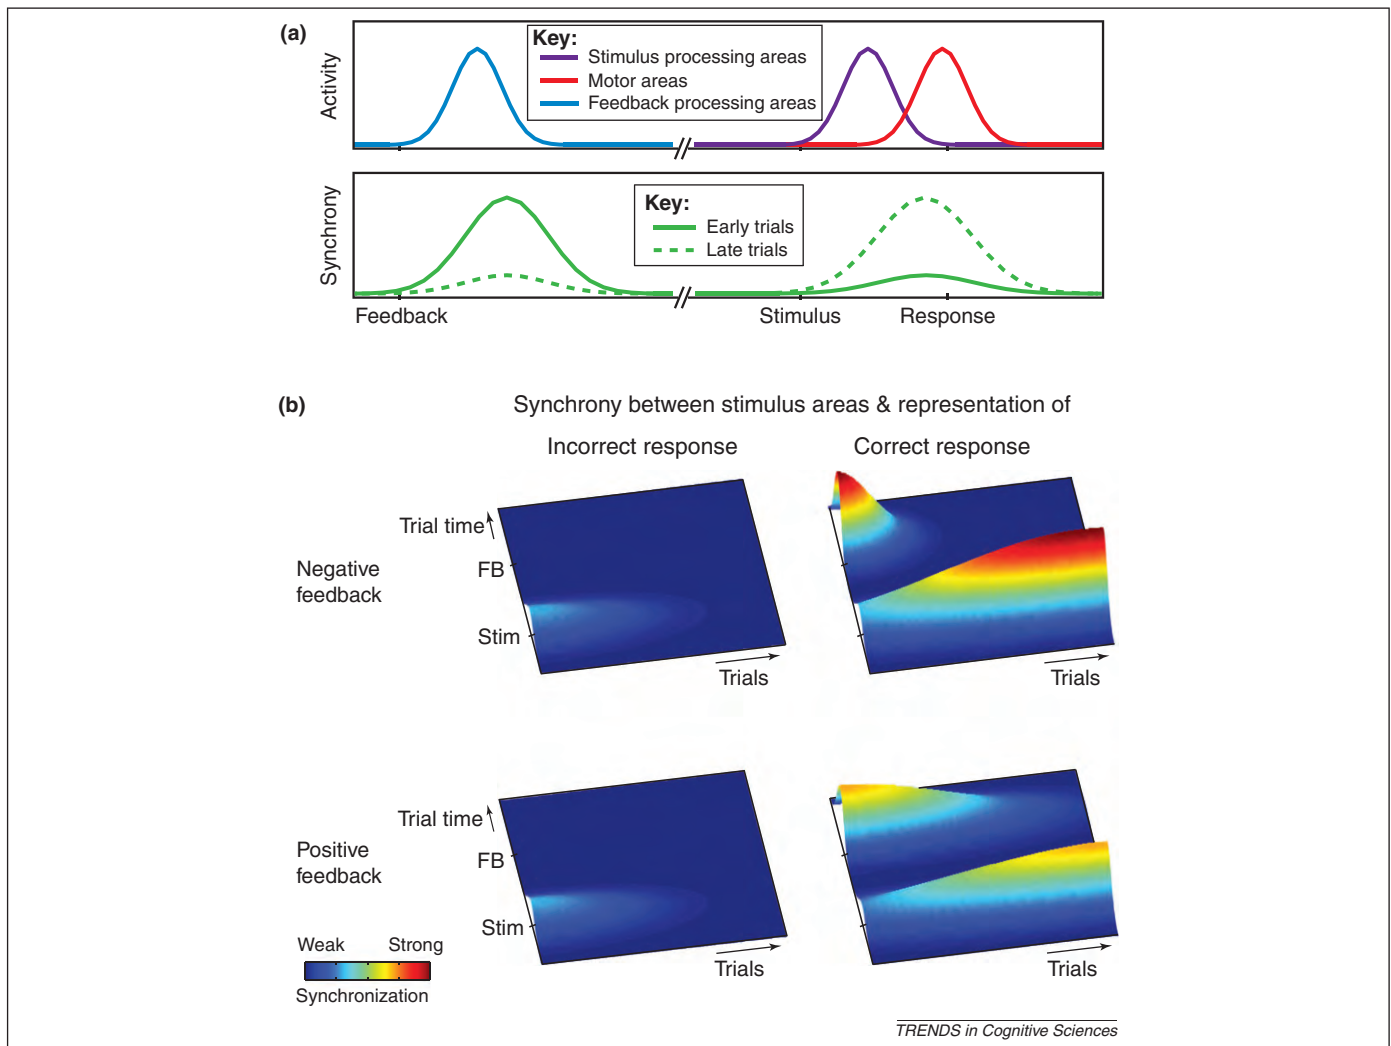 (a)
Activity
Key:
Stimulus processing areas
Motor areas
Feedback processing areas
Synchrony
Key:
Early trials
Late trials
Feedback
Stimulus
Response
(b)
Synchrony between stimulus areas & representation of
Incorrect response
Correct response
Negative
feedback
Trial time
FB
Stim
Trials
Trials
Positive
feedback
Trial time
FB
Stim
Trials
Trials
Weak
Strong
Synchronization
TRENDS in Cognitive Sciences